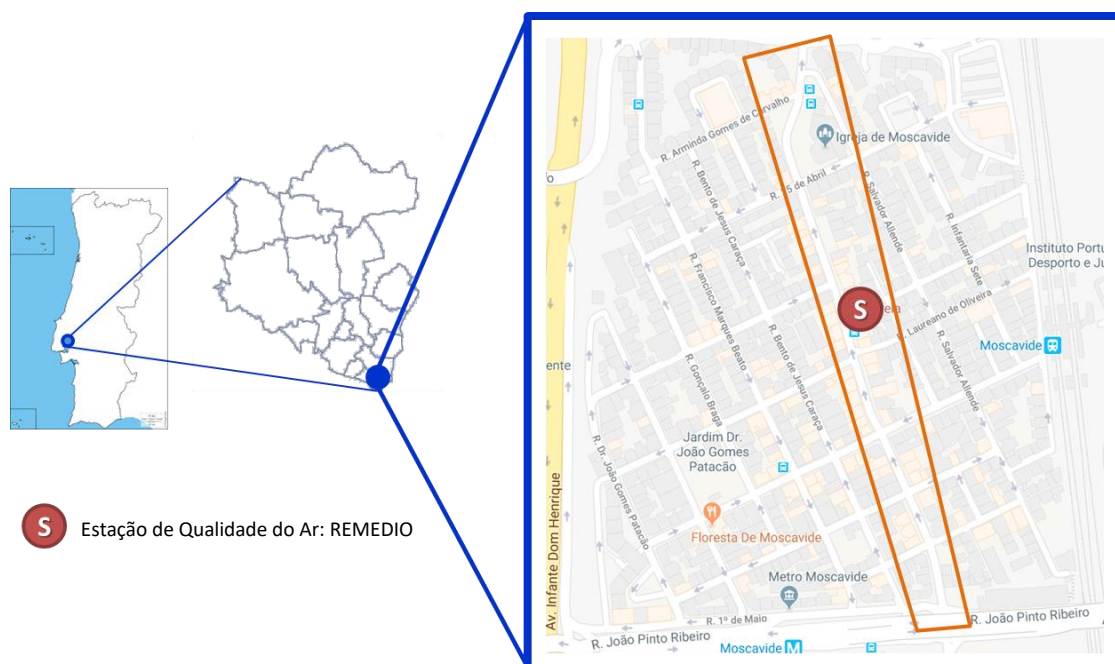 S
Estação de Qualidade do Ar: REMEDIO
R. Arminda Gomes de Carvalho
Igreja de Moscavide
R. Bento de Jesus Caraça
R. Salvador Allende
R. Infantaria Sete
Instituto Portu
Desporto e Ju
R. Francisco Marques Beato
S
R. Laureano de Oliveira
Moscavide
ente
R. Bento de Jesus Caraça
R. Salvador Allende
R. Gonçalo Braga
Jardim Dr.
João Gomes
Patacão
R. Dr. João Gomes Patacão
Floresta De Moscavide
Av. Infante Dom Henrique
Metro Moscavide
R. 1º de Maio
R. João Pinto Ribeiro
R. João Pinto Ribeiro
Moscavide
M